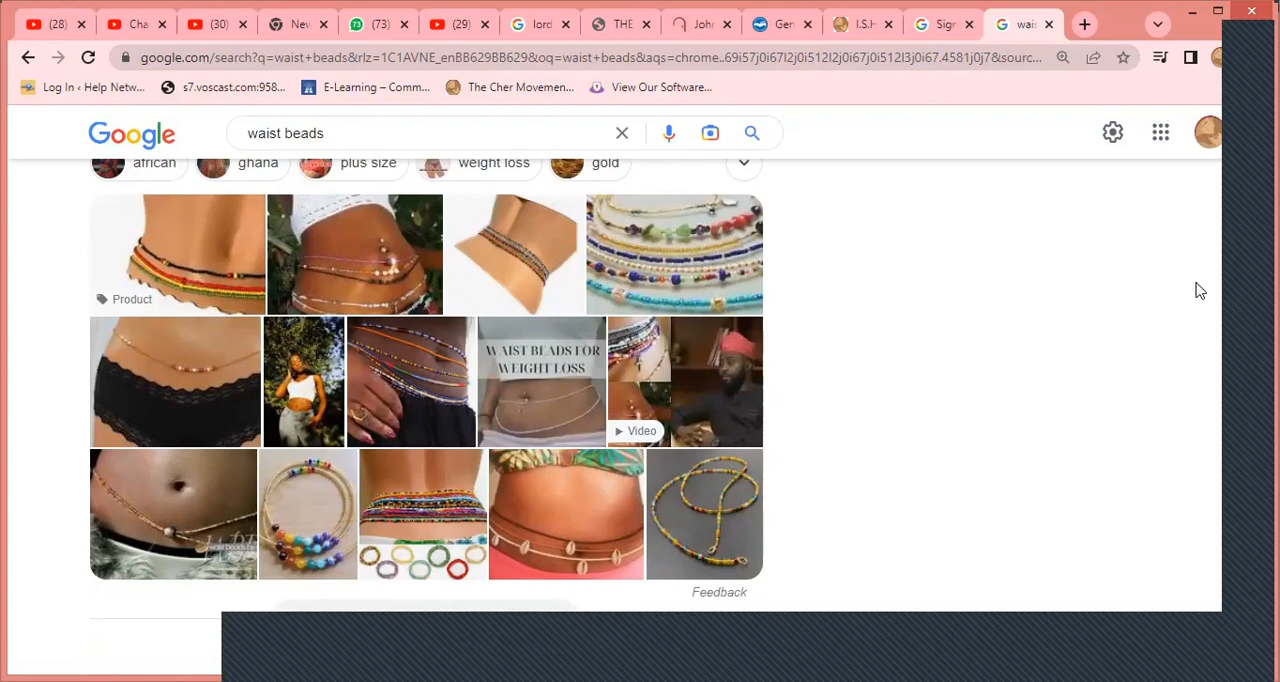 (28)
Cha
(30)
Nev
(73)
(29)
lord
THE
John
Gen
I.S.H
Sign
wais
google.com/search?q=waist+beads&rlz=1C1AVNE_enBB629BB629&oq=waist+beads&aqs=chrome..69i57j0i67l2j0i512l2j0i67j0i512l3j0i67.4581j0j7&sourc...
Log In ‹ Help Netw...
s7.voscast.com:958...
E-Learning – Comm...
The Cher Movemen...
View Our Software...
Google
waist beads
african
ghana
plus size
weight loss
gold
Product
WAIST BEADS FOR
WEIGHT LOSS
Video
Feedback